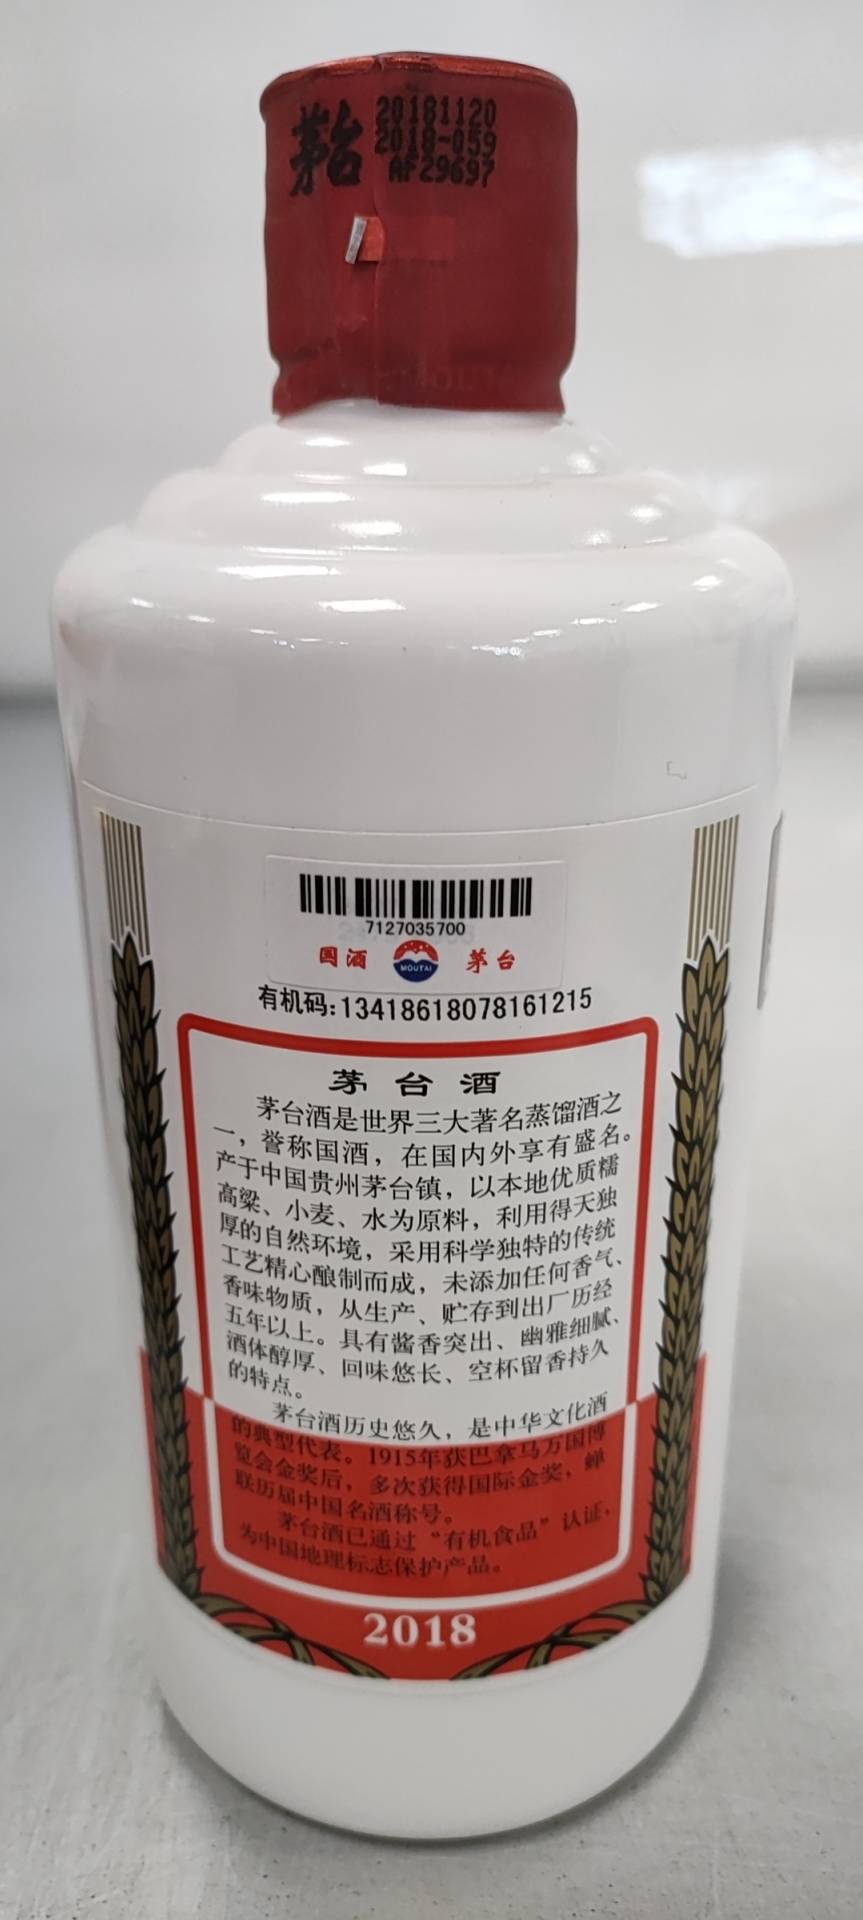 茅台
20181120
2018-059
AF29697
7127035700
国酒
MOUTAI
茅台
有机码:13418618078161215
茅台酒
茅台酒是世界三大著名蒸馏酒之
一，誉称国酒，在国内外享有盛名。
产于中国贵州茅台镇，以本地优质糯
高粱、小麦、水为原料，利用得天独
厚的自然环境，采用科学独特的传统
工艺精心酿制而成，未添加任何香气、
香味物质，从生产、贮存到出厂历经
五年以上。具有酱香突出、幽雅细腻、
酒体醇厚、回味悠长、空杯留香持久
的特点。
茅台酒历史悠久，是中华文化酒
的典型代表。1915年获巴拿马万国博
览会金奖后，多次获得国际金奖，蝉
联历届中国名酒称号。
茅台酒已通过“有机食品”认证，
为中国地理标志保护产品。
2018